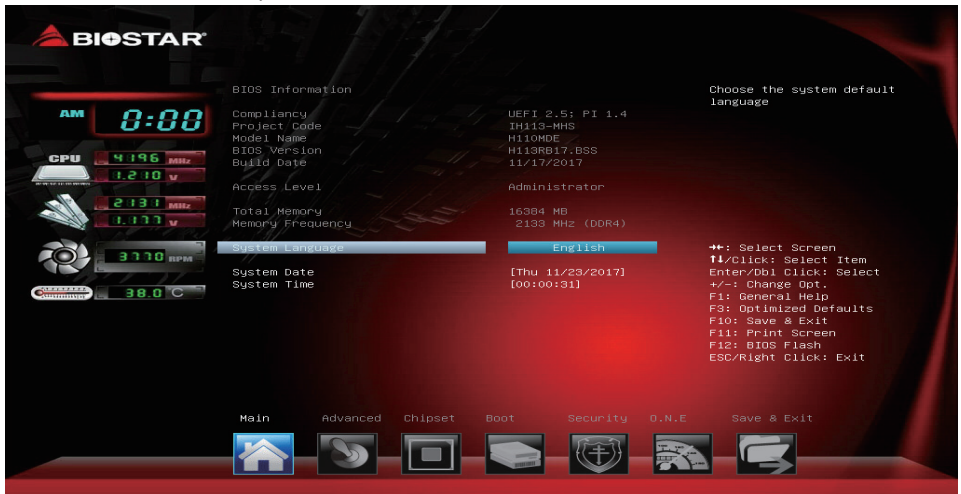 BIOSTAR
AM 0:00
CPU 4196 MHz
1.210 V
2131 MHz
1.177 V
3770 RPM
38.0 C
BIOS Information
Compliancy UEFI 2.5; PI 1.4
Project Code IH113-MHS
Model Name H110MDE
BIOS Version H113RB17.BSS
Build Date 11/17/2017
Access Level Administrator
Total Memory 16384 MB
Memory Frequency 2133 MHz (DDR4)
System Language English
System Date [Thu 11/23/2017]
System Time [00:00:31]
Choose the system default
language
→←: Select Screen
↑↓/Click: Select Item
Enter/Dbl Click: Select
+/-: Change Opt.
F1: General Help
F3: Optimized Defaults
F10: Save & Exit
F11: Print Screen
F12: BIOS Flash
ESC/Right Click: Exit
Main Advanced Chipset Boot Security O.N.E Save & Exit